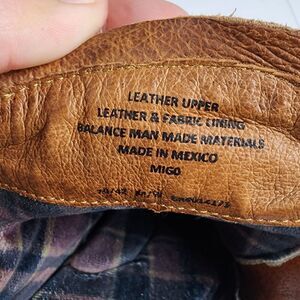 LEATHER UPPER
LEATHER & FABRIC LINING
BALANCE MAN MADE MATERIALS
MADE IN MEXICO
MIGO